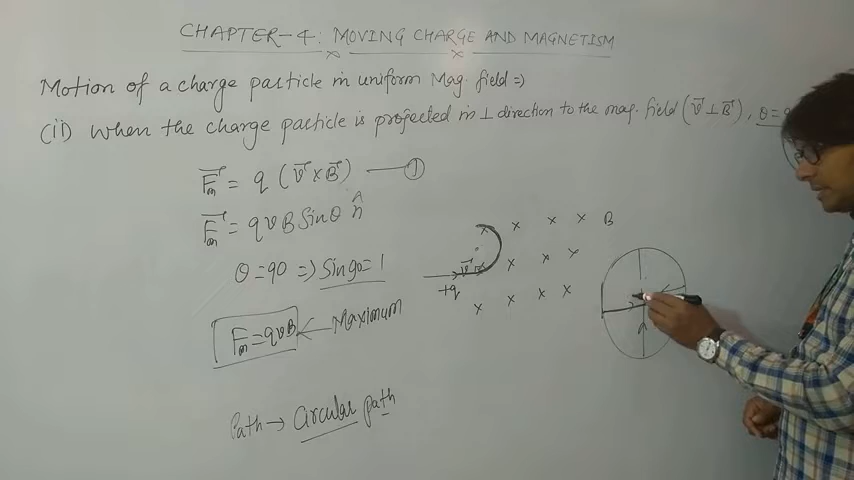 CHAPTER-4: MOVING CHARGE AND MAGNETISM
Motion of a charge particle in uniform Mag. field ⇒
(ii) When the charge particle is projected in ⊥ direction to the mag. field (v⃗ ⊥ B⃗), θ=9
F⃗m = q (v⃗ × B⃗) — ①
F⃗m = qvB Sinθ n̂
θ = 90 ⇒ Sin90 = 1
Fm = qvB ← Maximum
Path → Circular path
x x x x B
v⃗ x x x x
+q
x x x x